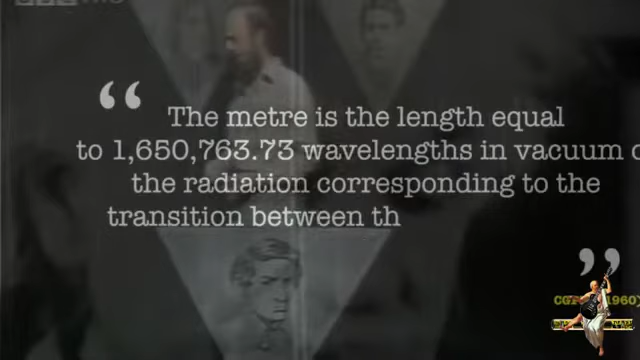 The metre is the length equal
to 1,650,763.73 wavelengths in vacuum
the radiation corresponding to the
transition between th
1960)